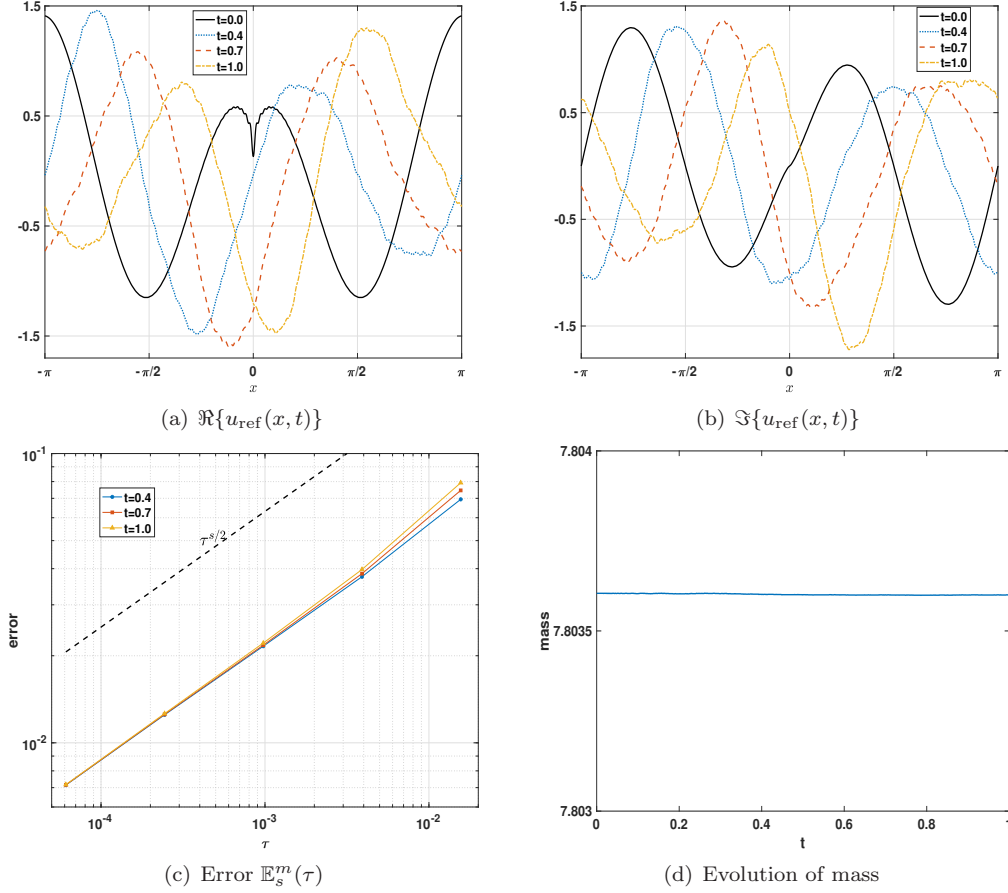 1.5
0.5
-0.5
-1.5
-π
-π/2
0
π/2
π
x
t=0.0
t=0.4
t=0.7
t=1.0
(a) ℜ{u_ref(x, t)}
1.5
0.5
-0.5
-1.5
-π
-π/2
0
π/2
π
x
t=0.0
t=0.4
t=0.7
t=1.0
(b) ℑ{u_ref(x, t)}
10^-1
10^-2
error
t=0.4
t=0.7
t=1.0
τ^{s/2}
10^-4
10^-3
10^-2
τ
(c) Error 𝔼_s^m(τ)
7.804
7.8035
7.803
mass
0
0.2
0.4
0.6
0.8
1
t
(d) Evolution of mass